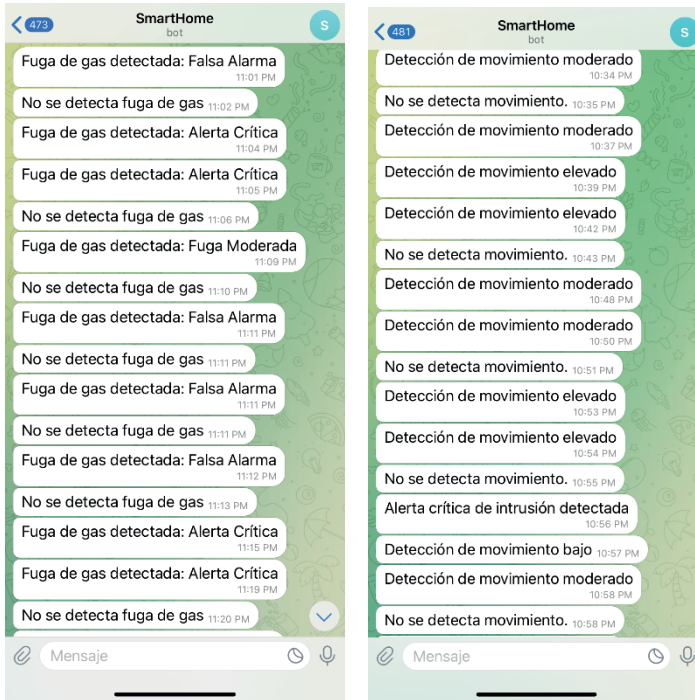 473
SmartHome
bot
S
Fuga de gas detectada: Falsa Alarma
11:01 PM
No se detecta fuga de gas 11:02 PM
Fuga de gas detectada: Alerta Crítica
11:04 PM
Fuga de gas detectada: Alerta Crítica
11:05 PM
No se detecta fuga de gas 11:06 PM
Fuga de gas detectada: Fuga Moderada
11:09 PM
No se detecta fuga de gas 11:10 PM
Fuga de gas detectada: Falsa Alarma
11:11 PM
No se detecta fuga de gas 11:11 PM
Fuga de gas detectada: Falsa Alarma
11:11 PM
No se detecta fuga de gas 11:11 PM
Fuga de gas detectada: Falsa Alarma
11:12 PM
No se detecta fuga de gas 11:13 PM
Fuga de gas detectada: Alerta Crítica
11:15 PM
Fuga de gas detectada: Alerta Crítica
11:19 PM
No se detecta fuga de gas 11:20 PM
Mensaje
481
SmartHome
bot
S
Detección de movimiento moderado
10:34 PM
No se detecta movimiento. 10:35 PM
Detección de movimiento moderado
10:37 PM
Detección de movimiento elevado
10:39 PM
Detección de movimiento elevado
10:42 PM
No se detecta movimiento. 10:43 PM
Detección de movimiento moderado
10:48 PM
Detección de movimiento moderado
10:50 PM
No se detecta movimiento. 10:51 PM
Detección de movimiento elevado
10:53 PM
Detección de movimiento elevado
10:54 PM
No se detecta movimiento. 10:55 PM
Alerta crítica de intrusión detectada
10:56 PM
Detección de movimiento bajo 10:57 PM
Detección de movimiento moderado
10:58 PM
No se detecta movimiento. 10:58 PM
Mensaje